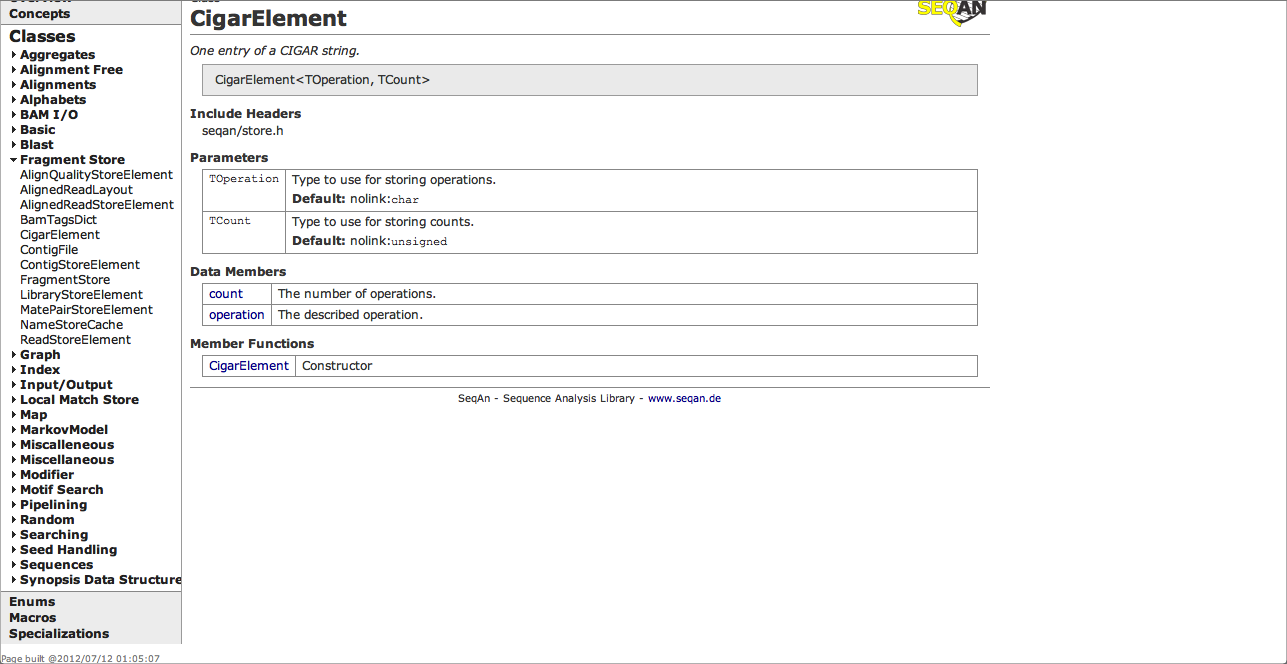 Concepts
Classes
Aggregates
Alignment Free
Alignments
Alphabets
BAM I/O
Basic
Blast
Fragment Store
AlignQualityStoreElement
AlignedReadLayout
AlignedReadStoreElement
BamTagsDict
CigarElement
ContigFile
ContigStoreElement
FragmentStore
LibraryStoreElement
MatePairStoreElement
NameStoreCache
ReadStoreElement
Graph
Index
Input/Output
Local Match Store
Map
MarkovModel
Miscalleneous
Miscellaneous
Modifier
Motif Search
Pipelining
Random
Searching
Seed Handling
Sequences
Synopsis Data Structure
Enums
Macros
Specializations
Page built @2012/07/12 01:05:07
SEQAN
CigarElement
One entry of a CIGAR string.
CigarElement<TOperation, TCount>
Include Headers
seqan/store.h
Parameters
TOperation Type to use for storing operations.
Default: nolink:char
TCount Type to use for storing counts.
Default: nolink:unsigned
Data Members
count The number of operations.
operation The described operation.
Member Functions
CigarElement Constructor
SeqAn - Sequence Analysis Library - www.seqan.de